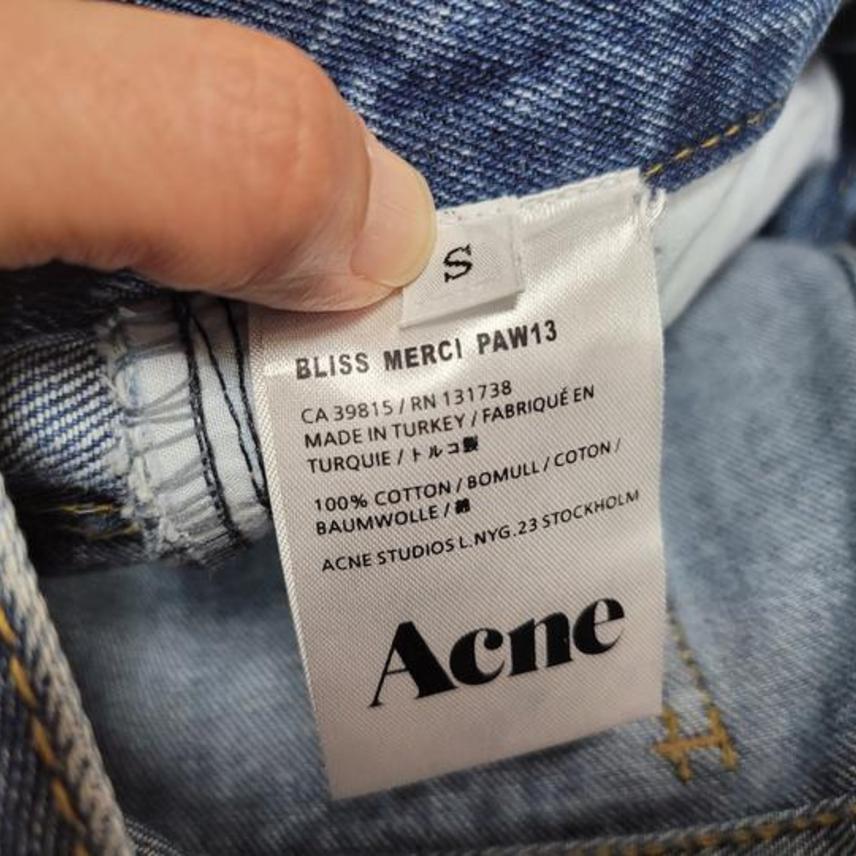 S
BLISS MERCI PAW13
CA 39815 / RN 131738
MADE IN TURKEY / FABRIQUÉ EN
TURQUIE / トルコ製
100% COTTON / BOMULL / COTON /
BAUMWOLLE / 綿
ACNE STUDIOS L.NYG.23 STOCKHOLM
Acne